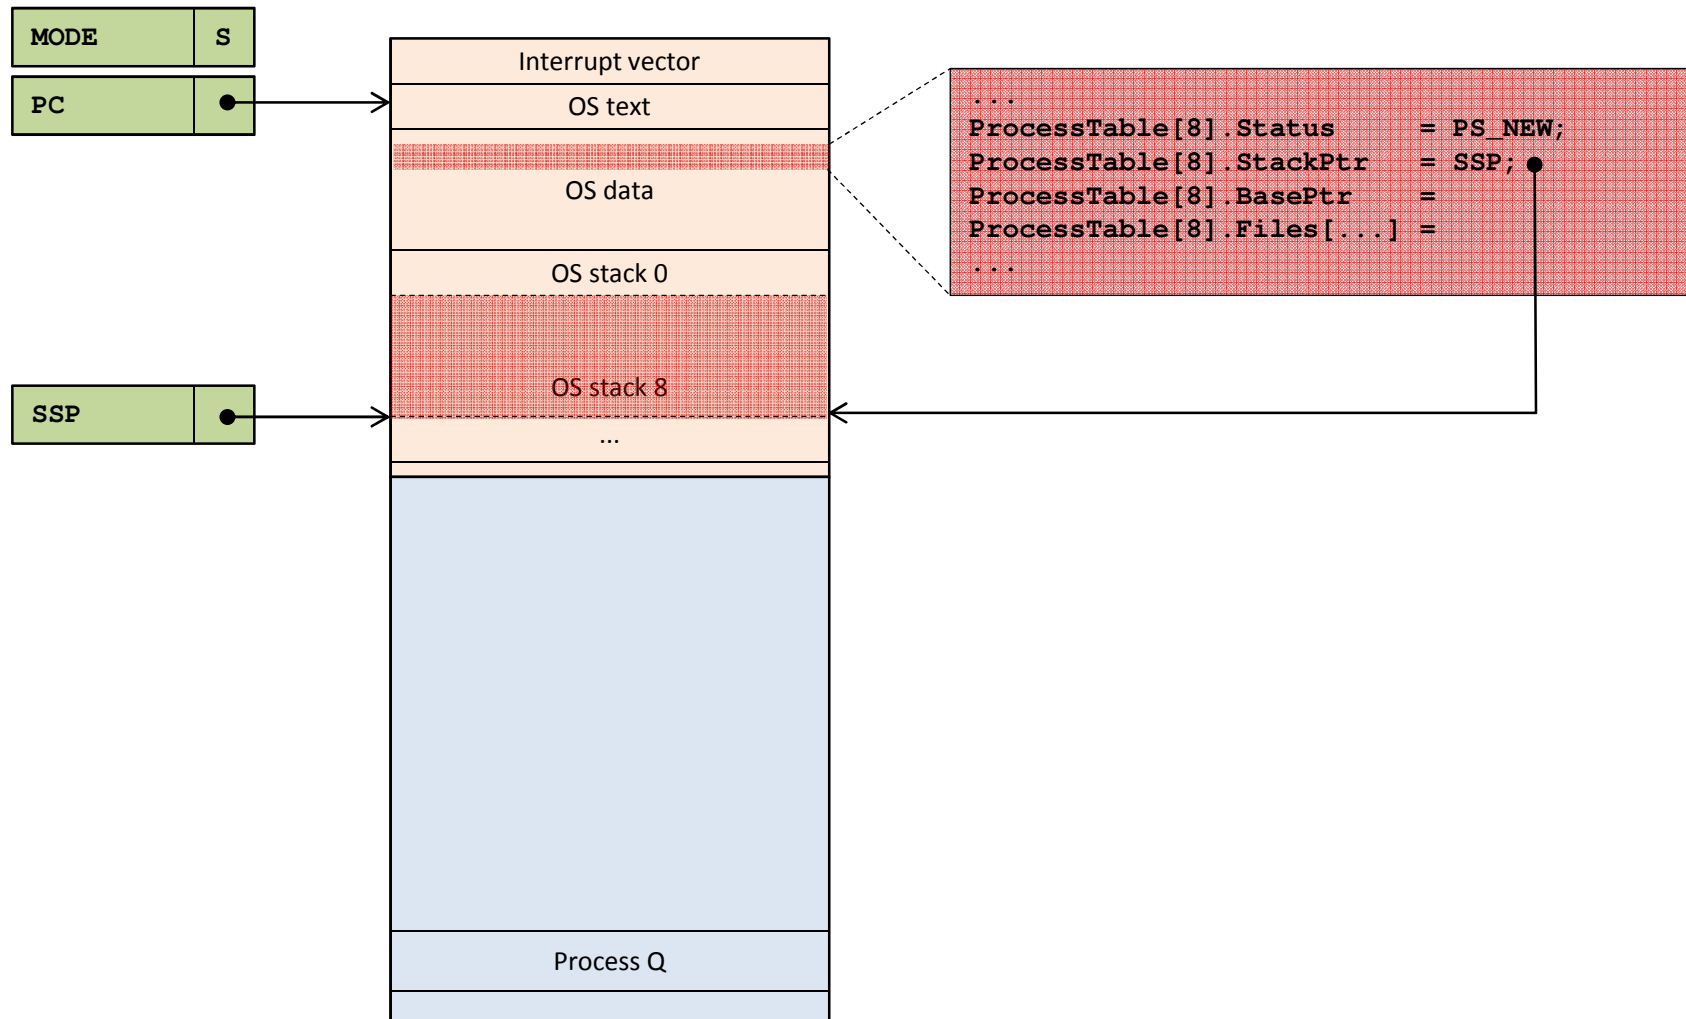 MODE S
PC
SSP
Interrupt vector
OS text
OS data
OS stack 0
OS stack 8
...
Process Q
...
ProcessTable[8].Status = PS_NEW;
ProcessTable[8].StackPtr = SSP;
ProcessTable[8].BasePtr =
ProcessTable[8].Files[...] =
...